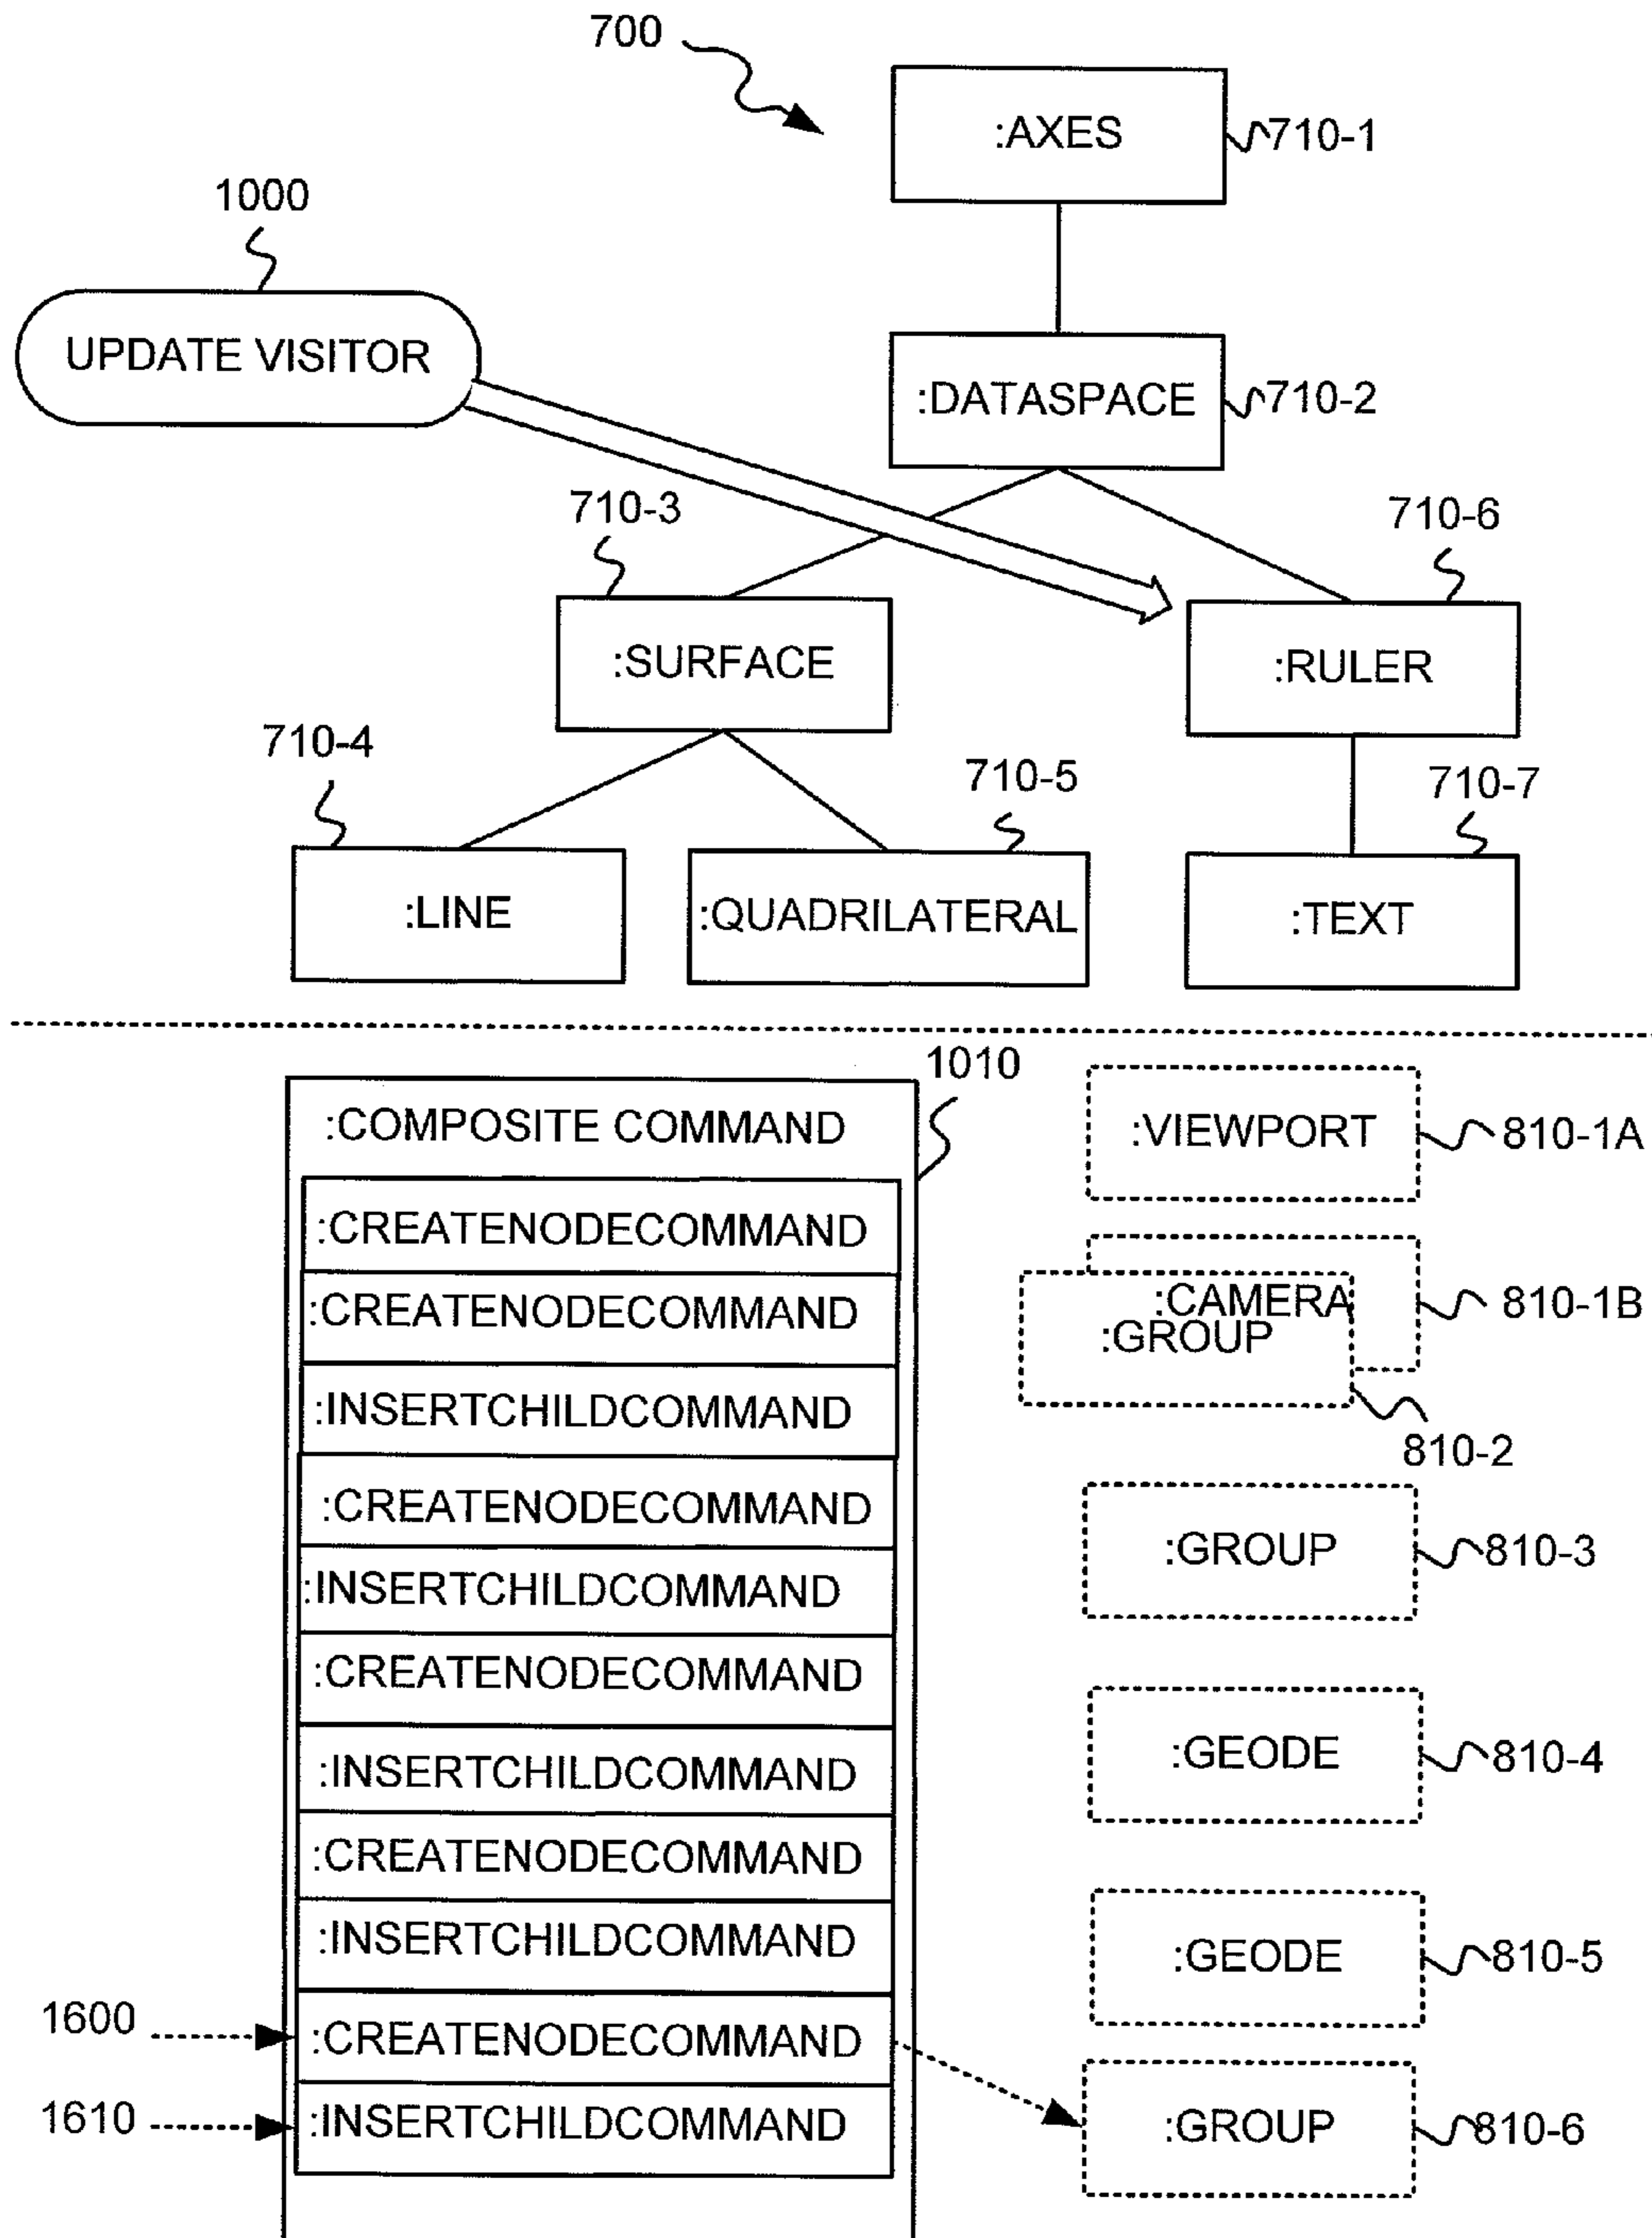 700
:AXES
710-1
1000
UPDATE VISITOR
:DATASPACE
710-2
710-3
710-6
:SURFACE
:RULER
710-4
710-5
710-7
:LINE
:QUADRILATERAL
:TEXT
1010
:COMPOSITE COMMAND
:VIEWPORT
810-1A
:CREATENODECOMMAND
:CREATENODECOMMAND
:CAMERA
810-1B
:GROUP
:INSERTCHILDCOMMAND
810-2
:CREATENODECOMMAND
:GROUP
810-3
:INSERTCHILDCOMMAND
:CREATENODECOMMAND
:INSERTCHILDCOMMAND
:GEODE
810-4
:CREATENODECOMMAND
:INSERTCHILDCOMMAND
:GEODE
810-5
1600
:CREATENODECOMMAND
1610
:INSERTCHILDCOMMAND
:GROUP
810-6